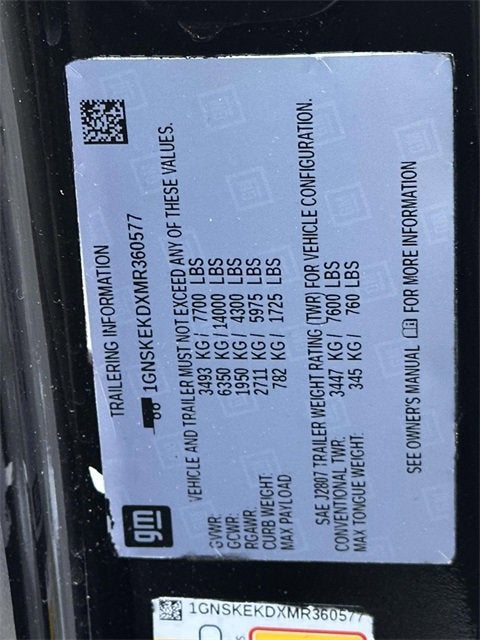 TRAILERING INFORMATION
1GNSKEKDXMR360577
VEHICLE AND TRAILER MUST NOT EXCEED ANY OF THESE VALUES.
GVWR: 3493 KG / 7700 LBS
GCWR: 6350 KG / 14000 LBS
RGAWR: 1950 KG / 4300 LBS
CURB WEIGHT: 2711 KG / 5975 LBS
MAX PAYLOAD 782 KG / 1725 LBS
SAE J2807 TRAILER WEIGHT RATING (TWR) FOR VEHICLE CONFIGURATION.
CONVENTIONAL TWR: 3447 KG / 7600 LBS
MAX TONGUE WEIGHT: 345 KG / 760 LBS
SEE OWNER'S MANUAL FOR MORE INFORMATION
gm
1GNSKEKDXMR360577